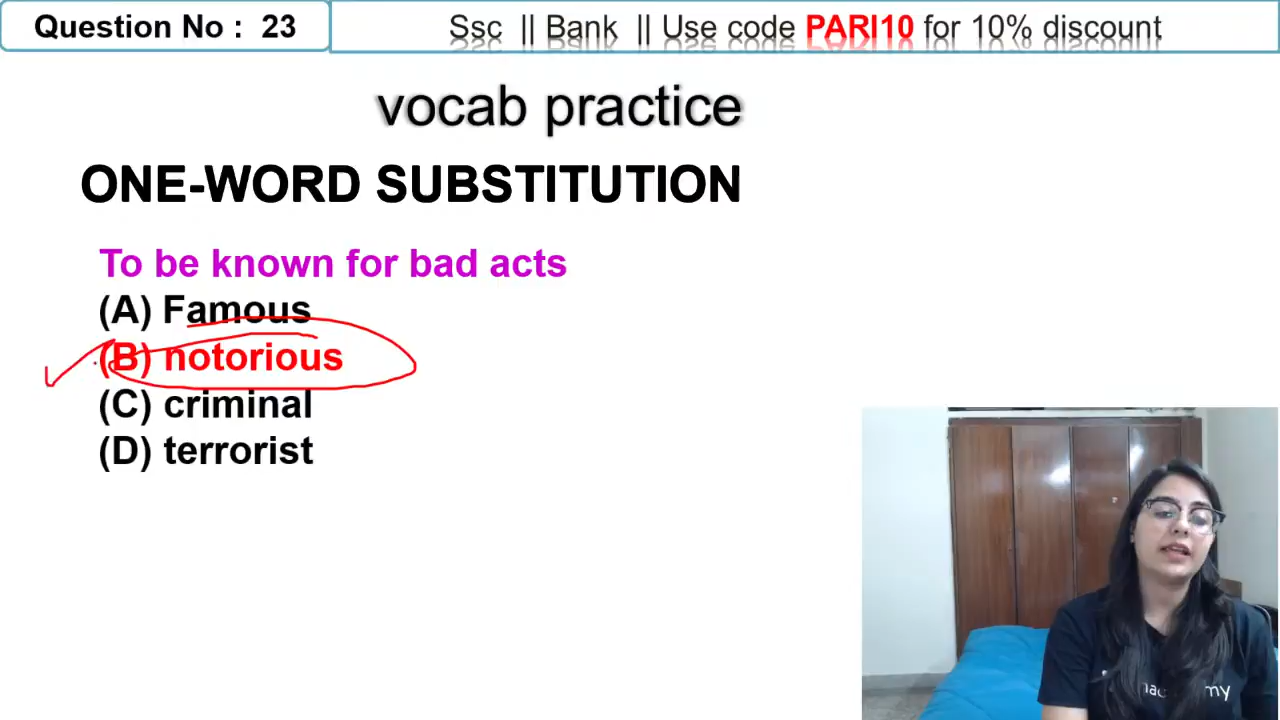 Question No : 23
Ssc || Bank || Use code PARI10 for 10% discount
vocab practice
ONE-WORD SUBSTITUTION
To be known for bad acts
(A) Famous
(B) notorious
(C) criminal
(D) terrorist